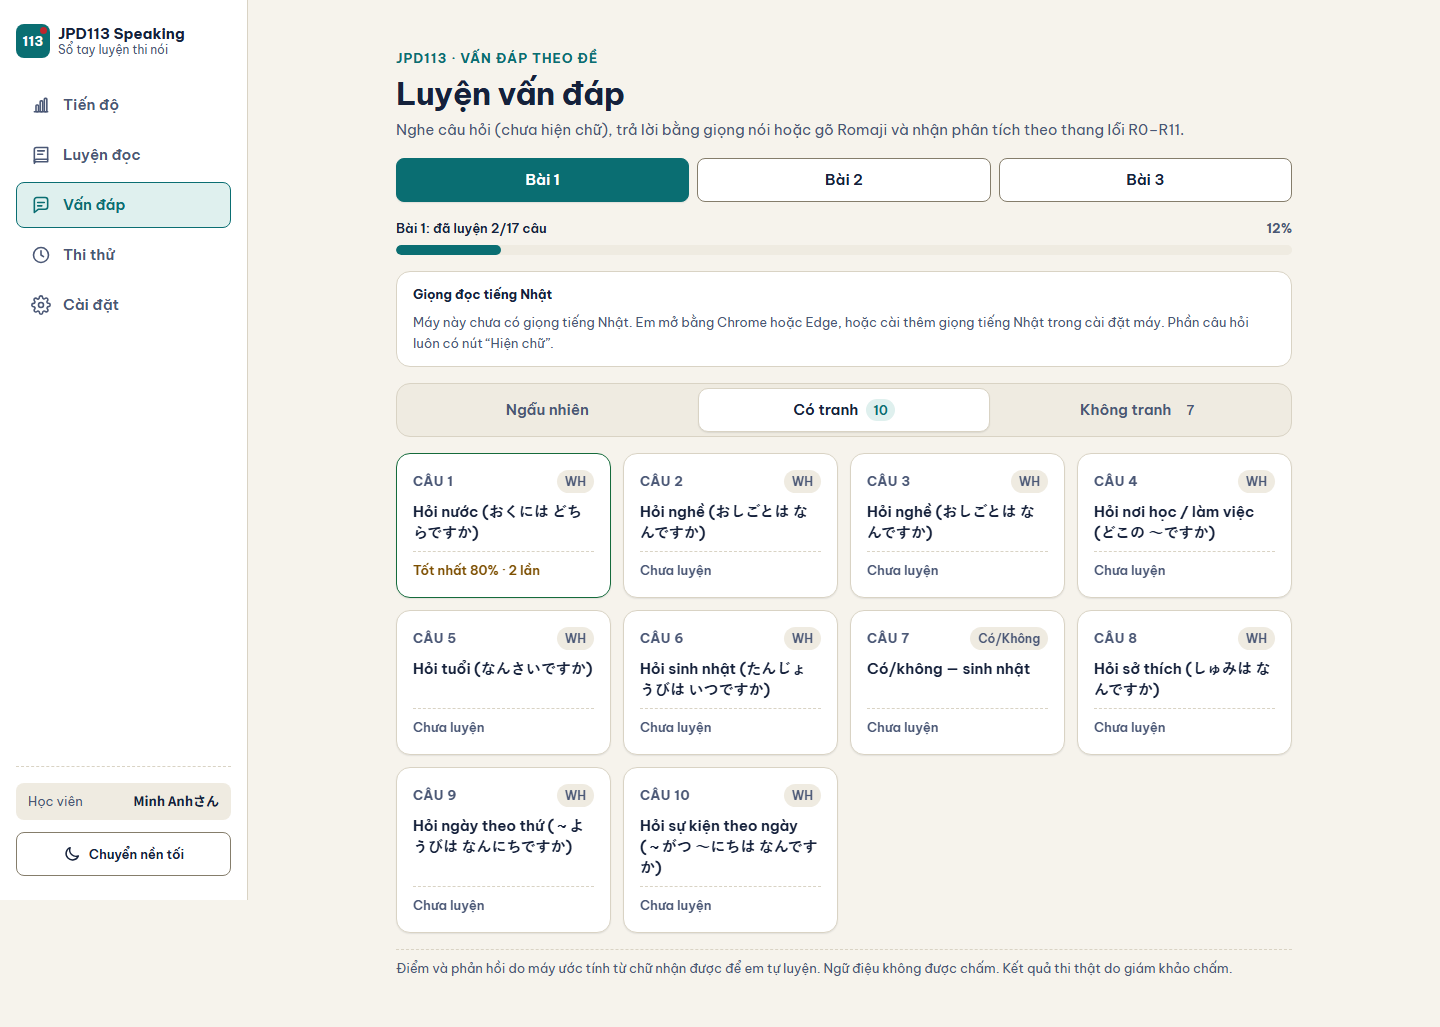 113
JPD113 Speaking
Sổ tay luyện thi nói
Tiến độ
Luyện đọc
Vấn đáp
Thi thử
Cài đặt
Học viên
Minh Anhさん
Chuyển nền tối
JPD113 · VẤN ĐÁP THEO ĐỀ
Luyện vấn đáp
Nghe câu hỏi (chưa hiện chữ), trả lời bằng giọng nói hoặc gõ Romaji và nhận phân tích theo thang lỗi R0–R11.
Bài 1
Bài 2
Bài 3
Bài 1: đã luyện 2/17 câu
12%
Giọng đọc tiếng Nhật
Máy này chưa có giọng tiếng Nhật. Em mở bằng Chrome hoặc Edge, hoặc cài thêm giọng tiếng Nhật trong cài đặt máy. Phần câu hỏi
luôn có nút “Hiện chữ”.
Ngẫu nhiên
Có tranh 10
Không tranh 7
CÂU 1 WH
Hỏi nước (おくには どち
らですか)
Tốt nhất 80% · 2 lần
CÂU 2 WH
Hỏi nghề (おしごとは な
んですか)
Chưa luyện
CÂU 3 WH
Hỏi nghề (おしごとは な
んですか)
Chưa luyện
CÂU 4 WH
Hỏi nơi học / làm việc
(どこの 〜ですか)
Chưa luyện
CÂU 5 WH
Hỏi tuổi (なんさいですか)
Chưa luyện
CÂU 6 WH
Hỏi sinh nhật (たんじょ
うびは いつですか)
Chưa luyện
CÂU 7 Có/Không
Có/không — sinh nhật
Chưa luyện
CÂU 8 WH
Hỏi sở thích (しゅみは な
んですか)
Chưa luyện
CÂU 9 WH
Hỏi ngày theo thứ (~よ
うびは なんにちですか)
Chưa luyện
CÂU 10 WH
Hỏi sự kiện theo ngày
(~がつ 〜にちは なんです
か)
Chưa luyện
Điểm và phản hồi do máy ước tính từ chữ nhận được để em tự luyện. Ngữ điệu không được chấm. Kết quả thi thật do giám khảo chấm.